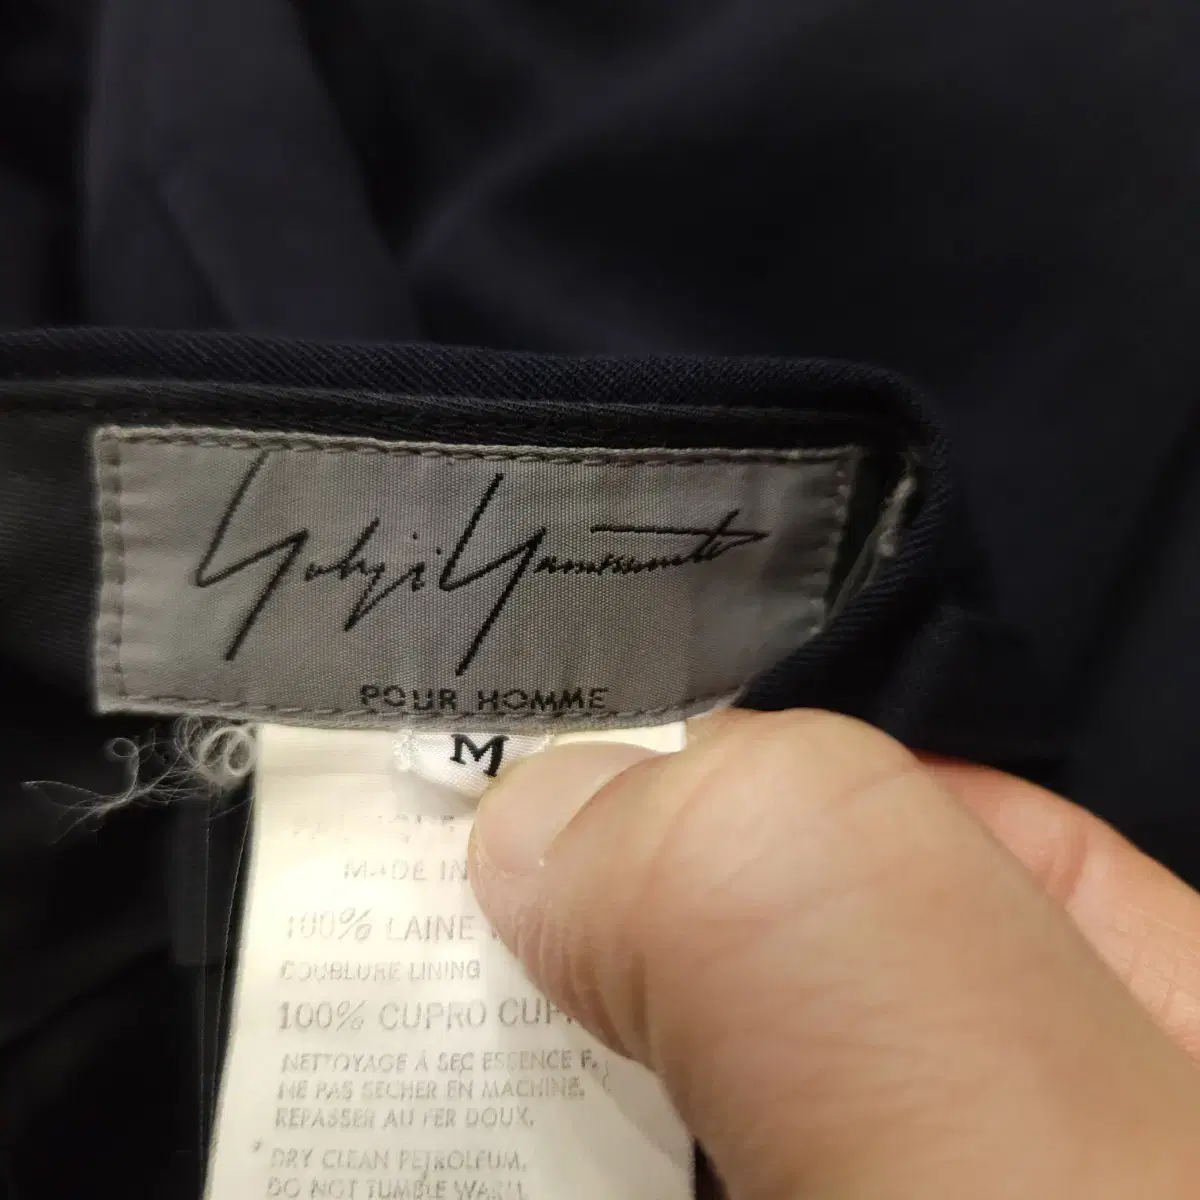 Yohji Yamamoto
POUR HOMME
M
MADE IN
100% LAINE
DOUBLURE LINING
100% CUPRO CUP
NETTOYAGE À SEC ESSENCE F.
NE PAS SECHER EN MACHINE.
REPASSER AU FER DOUX.
* DRY CLEAN PETROLEUM.
DO NOT TUMBLE WARM